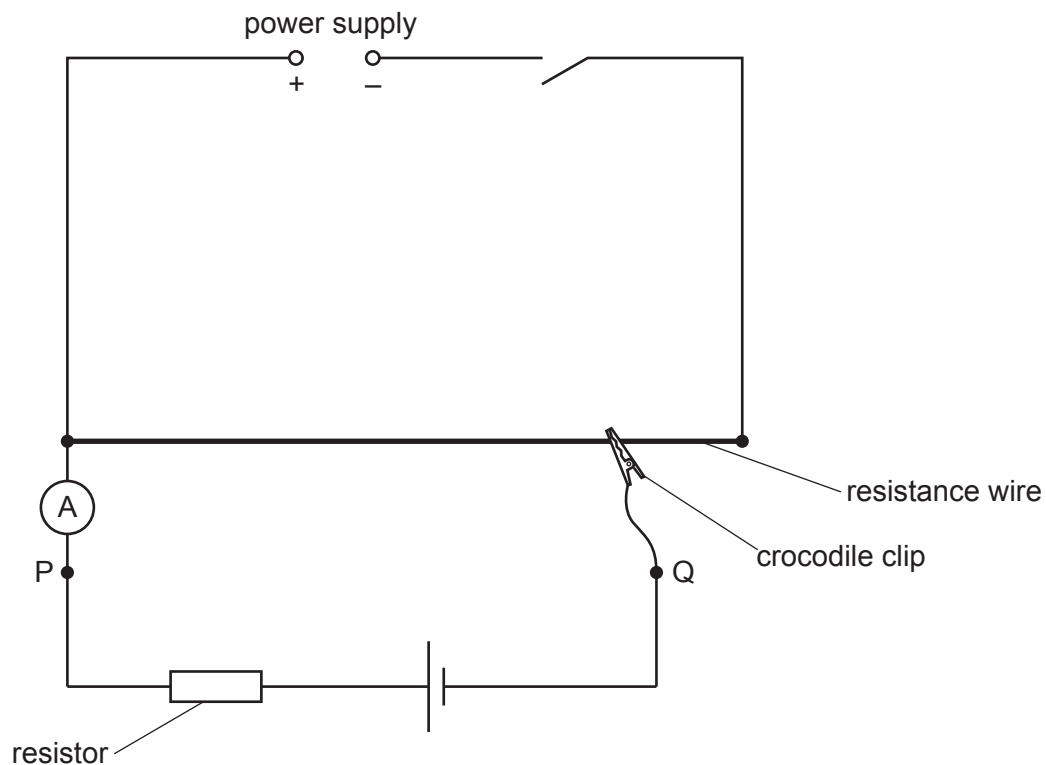 power supply
+ –
A
resistance wire
crocodile clip
P
Q
resistor